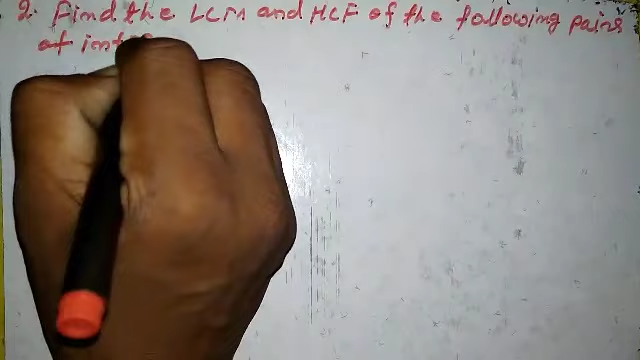 2. Find the LCM and HCF of the following pairs
of